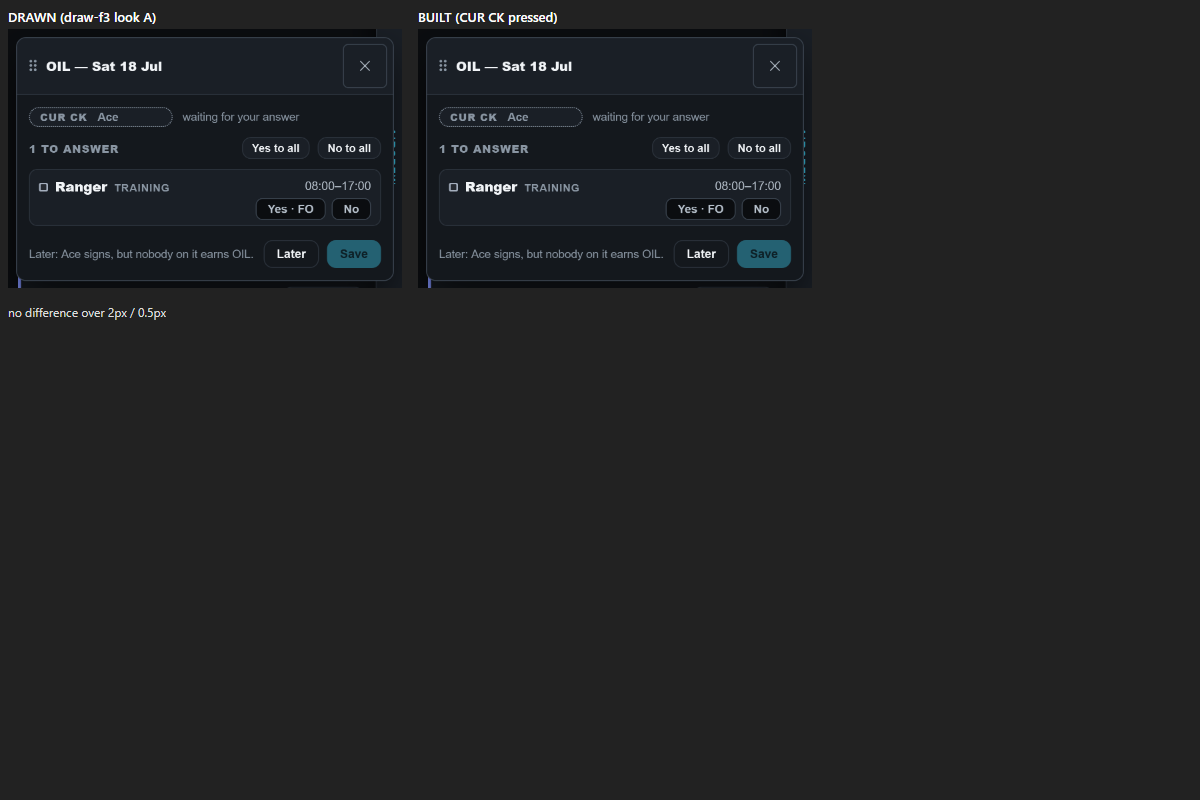 DRAWN (draw-f3 look A)
OIL — Sat 18 Jul
CUR CK Ace waiting for your answer
1 TO ANSWER Yes to all No to all
Ranger TRAINING 08:00–17:00
Yes · FO No
Later: Ace signs, but nobody on it earns OIL. Later Save
BUILT (CUR CK pressed)
OIL — Sat 18 Jul
CUR CK Ace waiting for your answer
1 TO ANSWER Yes to all No to all
Ranger TRAINING 08:00–17:00
Yes · FO No
Later: Ace signs, but nobody on it earns OIL. Later Save
no difference over 2px / 0.5px